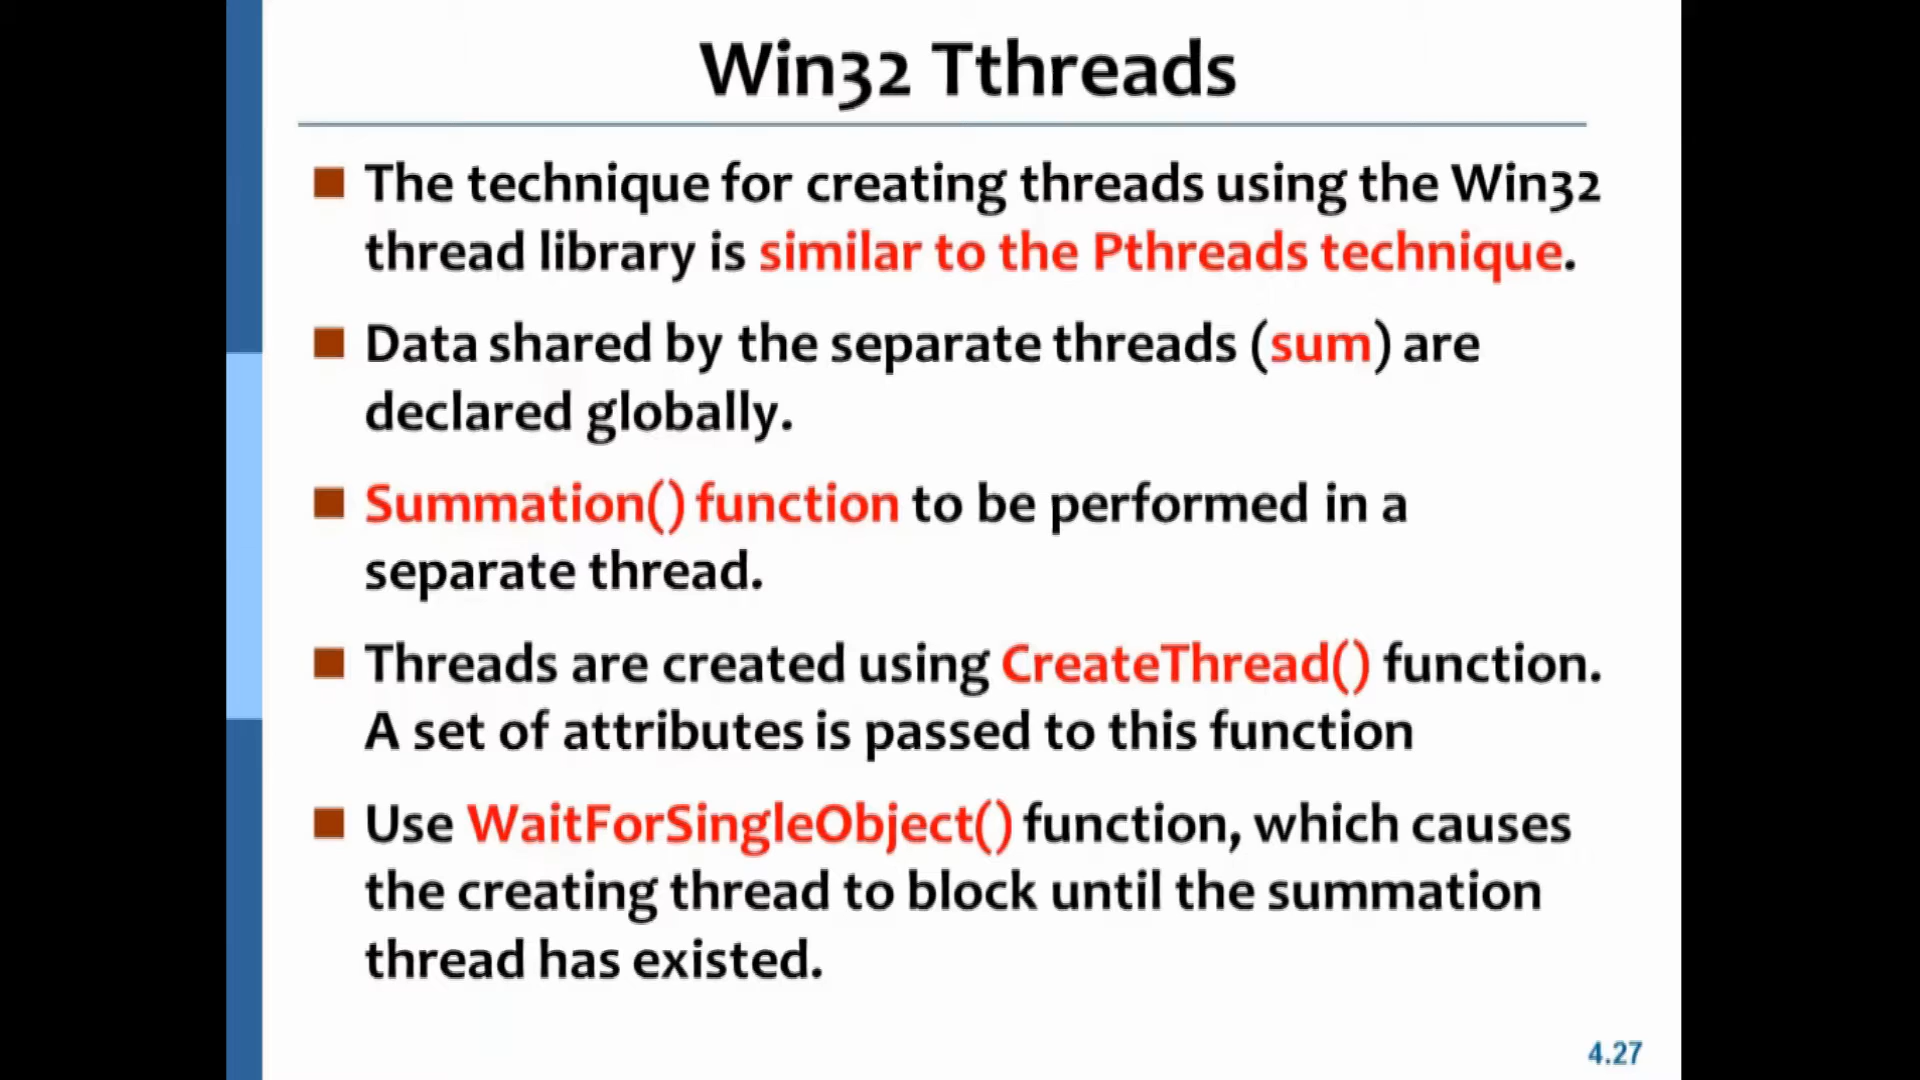 Win32 Tthreads
The technique for creating threads using the Win32
thread library is similar to the Pthreads technique.
Data shared by the separate threads (sum) are
declared globally.
Summation() function to be performed in a
separate thread.
Threads are created using CreateThread() function.
A set of attributes is passed to this function
Use WaitForSingleObject() function, which causes
the creating thread to block until the summation
thread has existed.
4.27